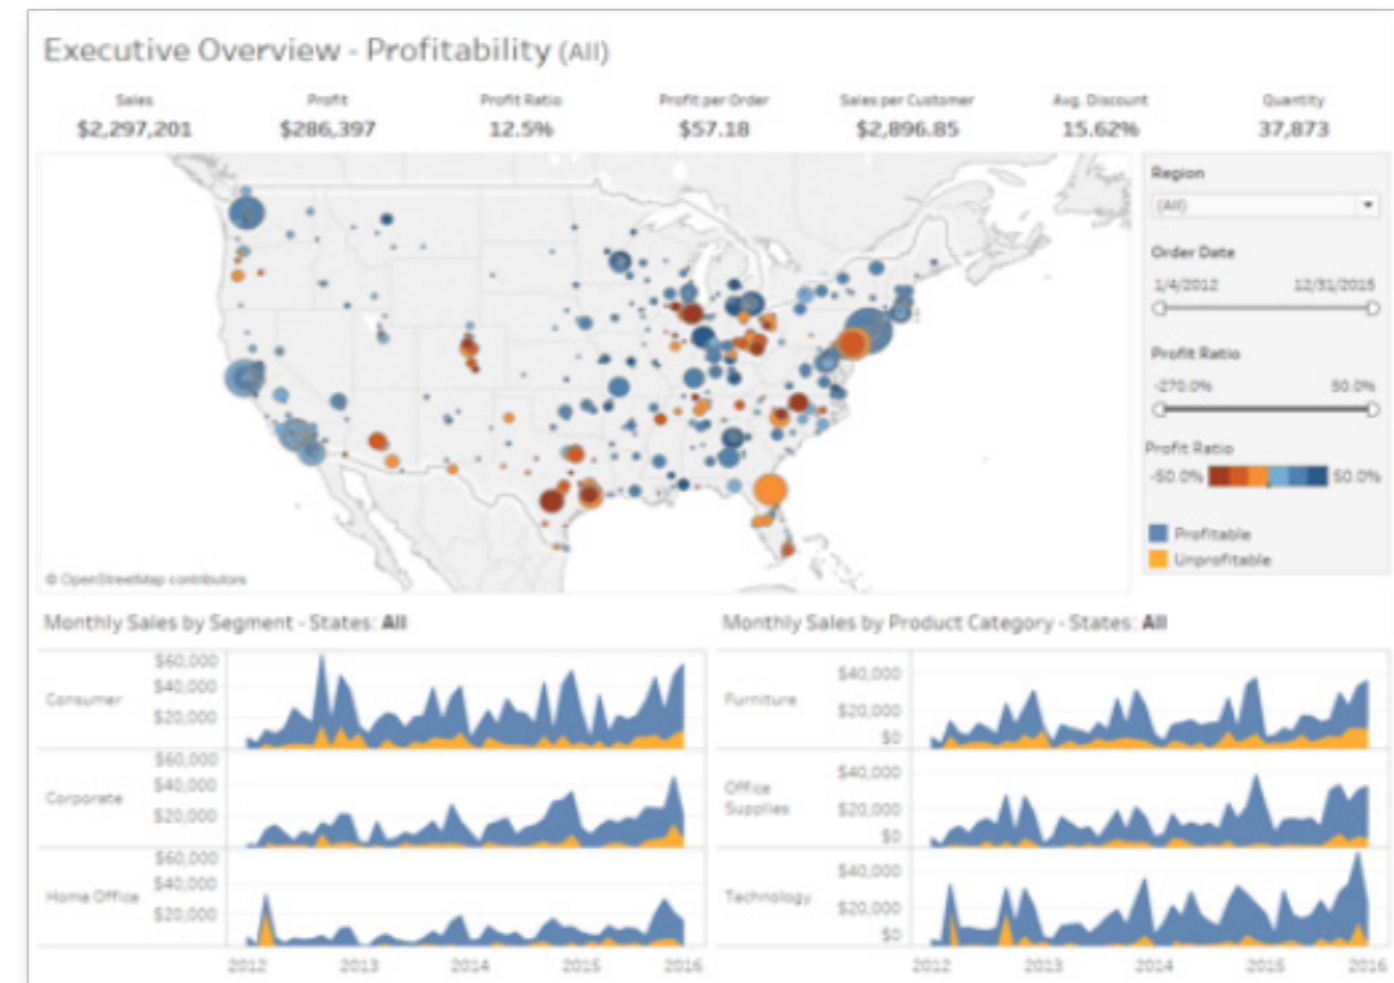 Executive Overview - Profitability (All)
Sales Profit Profit Ratio Profit per Order Sales per Customer Avg. Discount Quantity
$2,297,201 $286,397 12.5% $57.18 $2,896.85 15.62% 37,873
Region
(All)
Order Date
1/4/2012 12/31/2015
Profit Ratio
-270.0% 50.0%
Profit Ratio
-50.0% 50.0%
Profitable
Unprofitable
© OpenStreetMap contributors
Monthly Sales by Segment - States: All
Consumer
$60,000
$40,000
$20,000
Corporate
$60,000
$40,000
$20,000
Home Office
$60,000
$40,000
$20,000
2012 2013 2014 2015 2016
Monthly Sales by Product Category - States: All
Furniture
$40,000
$20,000
$0
Office
Supplies
$40,000
$20,000
$0
Technology
$40,000
$20,000
$0
2012 2013 2014 2015 2016